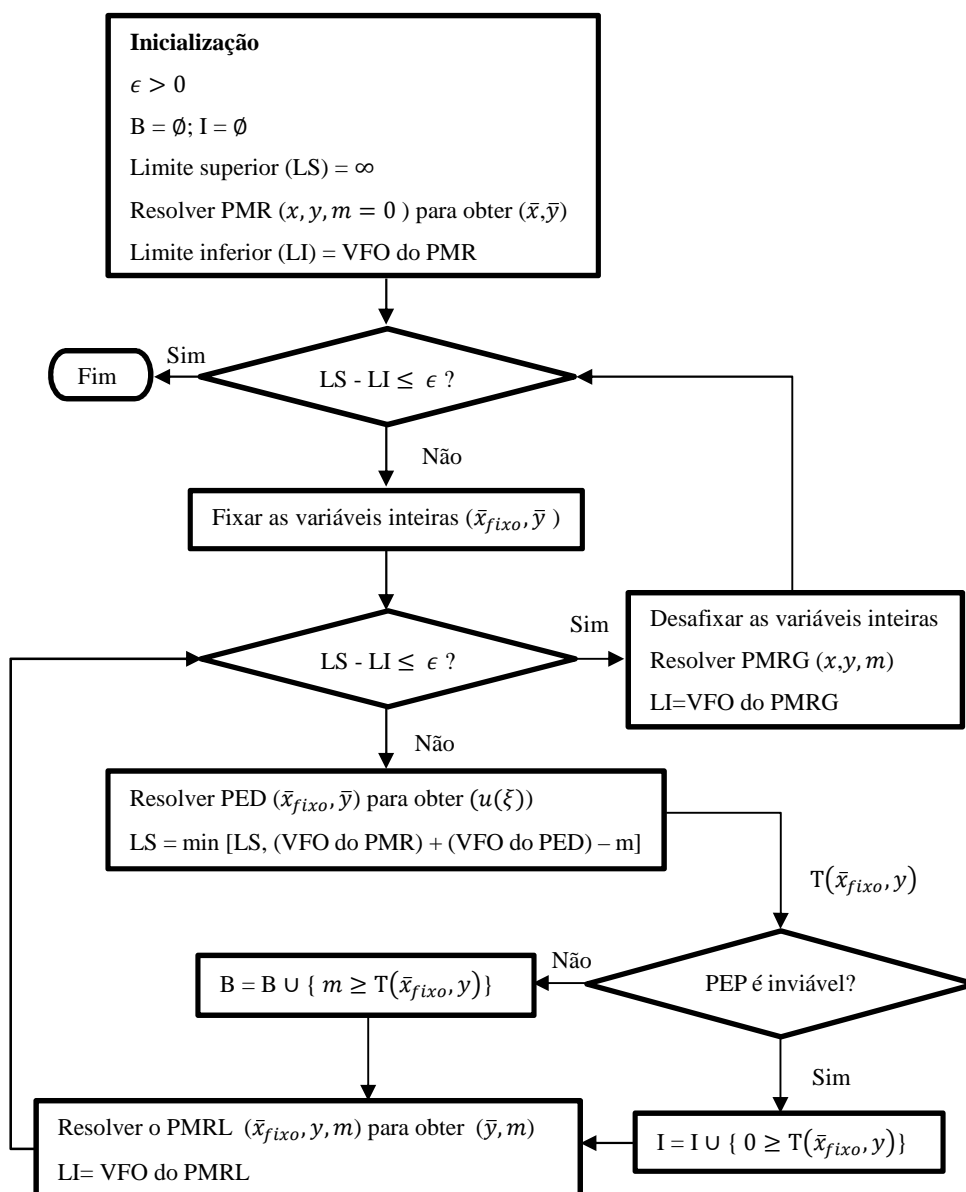 Inicialização
ϵ > 0
B = ∅; I = ∅
Limite superior (LS) = ∞
Resolver PMR (x, y, m = 0 ) para obter (x̄,ȳ)
Limite inferior (LI) = VFO do PMR
Sim
Fim
LS - LI ≤ ϵ ?
Não
Fixar as variáveis inteiras (x̄_fixo, ȳ )
LS - LI ≤ ϵ ?
Sim
Desafixar as variáveis inteiras
Resolver PMRG (x,y, m)
LI=VFO do PMRG
Não
Resolver PED (x̄_fixo, ȳ) para obter (u(ξ))
LS = min [LS, (VFO do PMR) + (VFO do PED) – m]
T(x̄_fixo, y)
PEP é inviável?
Não
B = B ∪ { m ≥ T(x̄_fixo, y)}
Sim
I = I ∪ { 0 ≥ T(x̄_fixo, y)}
Resolver o PMRL (x̄_fixo, y, m) para obter (ȳ, m)
LI= VFO do PMRL